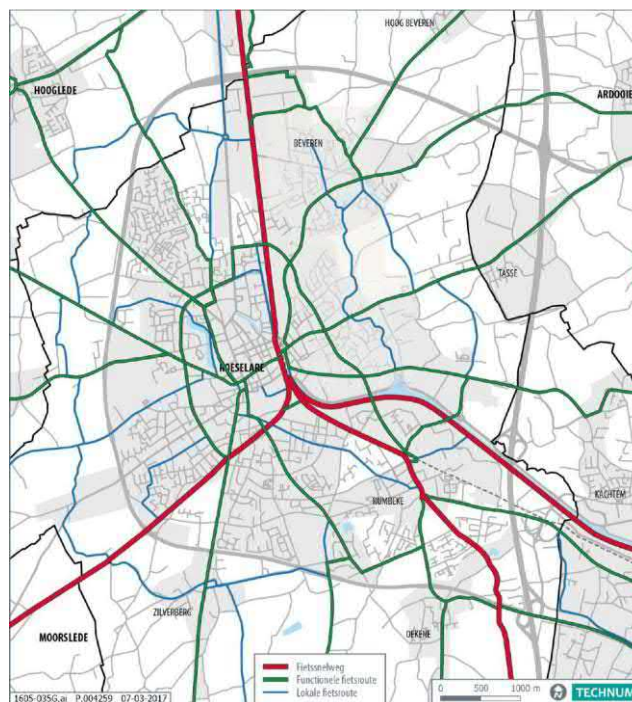 HOOG BEVEREN
HOOGLEDE
ARDOOIE
BEVEREN
TASSE
ROESELARE
RUMBEKE
KACHTEM
ZILVERBERG
OEKENE
MOORSLEDE
Fietssnelweg
Functionele fietsroute
Lokale fietsroute
0 500 1000 m
TECHNUM
1605-035G.ai P.004259 07-03-2017